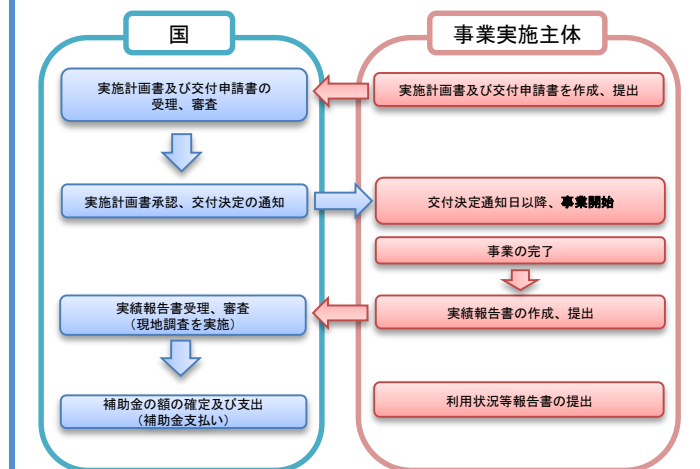 国
事業実施主体
実施計画書及び交付申請書の
受理、審査
実施計画書及び交付申請書を作成、提出
実施計画書承認、交付決定の通知
交付決定通知日以降、事業開始
事業の完了
実績報告書受理、審査
（現地調査を実施）
実績報告書の作成、提出
補助金の額の確定及び支出
（補助金支払い）
利用状況等報告書の提出